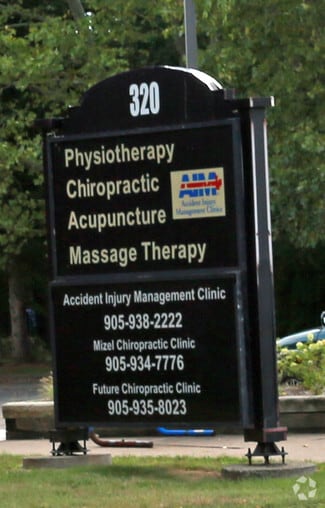 320
Physiotherapy
Chiropractic
Acupuncture
Massage Therapy
AIM
Accident Injury
Management Clinics
Accident Injury Management Clinic
905-938-2222
Mizel Chiropractic Clinic
905-934-7776
Future Chiropractic Clinic
905-935-8023